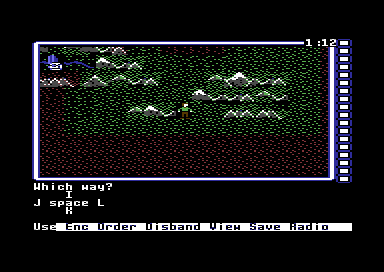 1:12
Which way?
I
J space L
K
Use Enc Order Disband View Save Radio